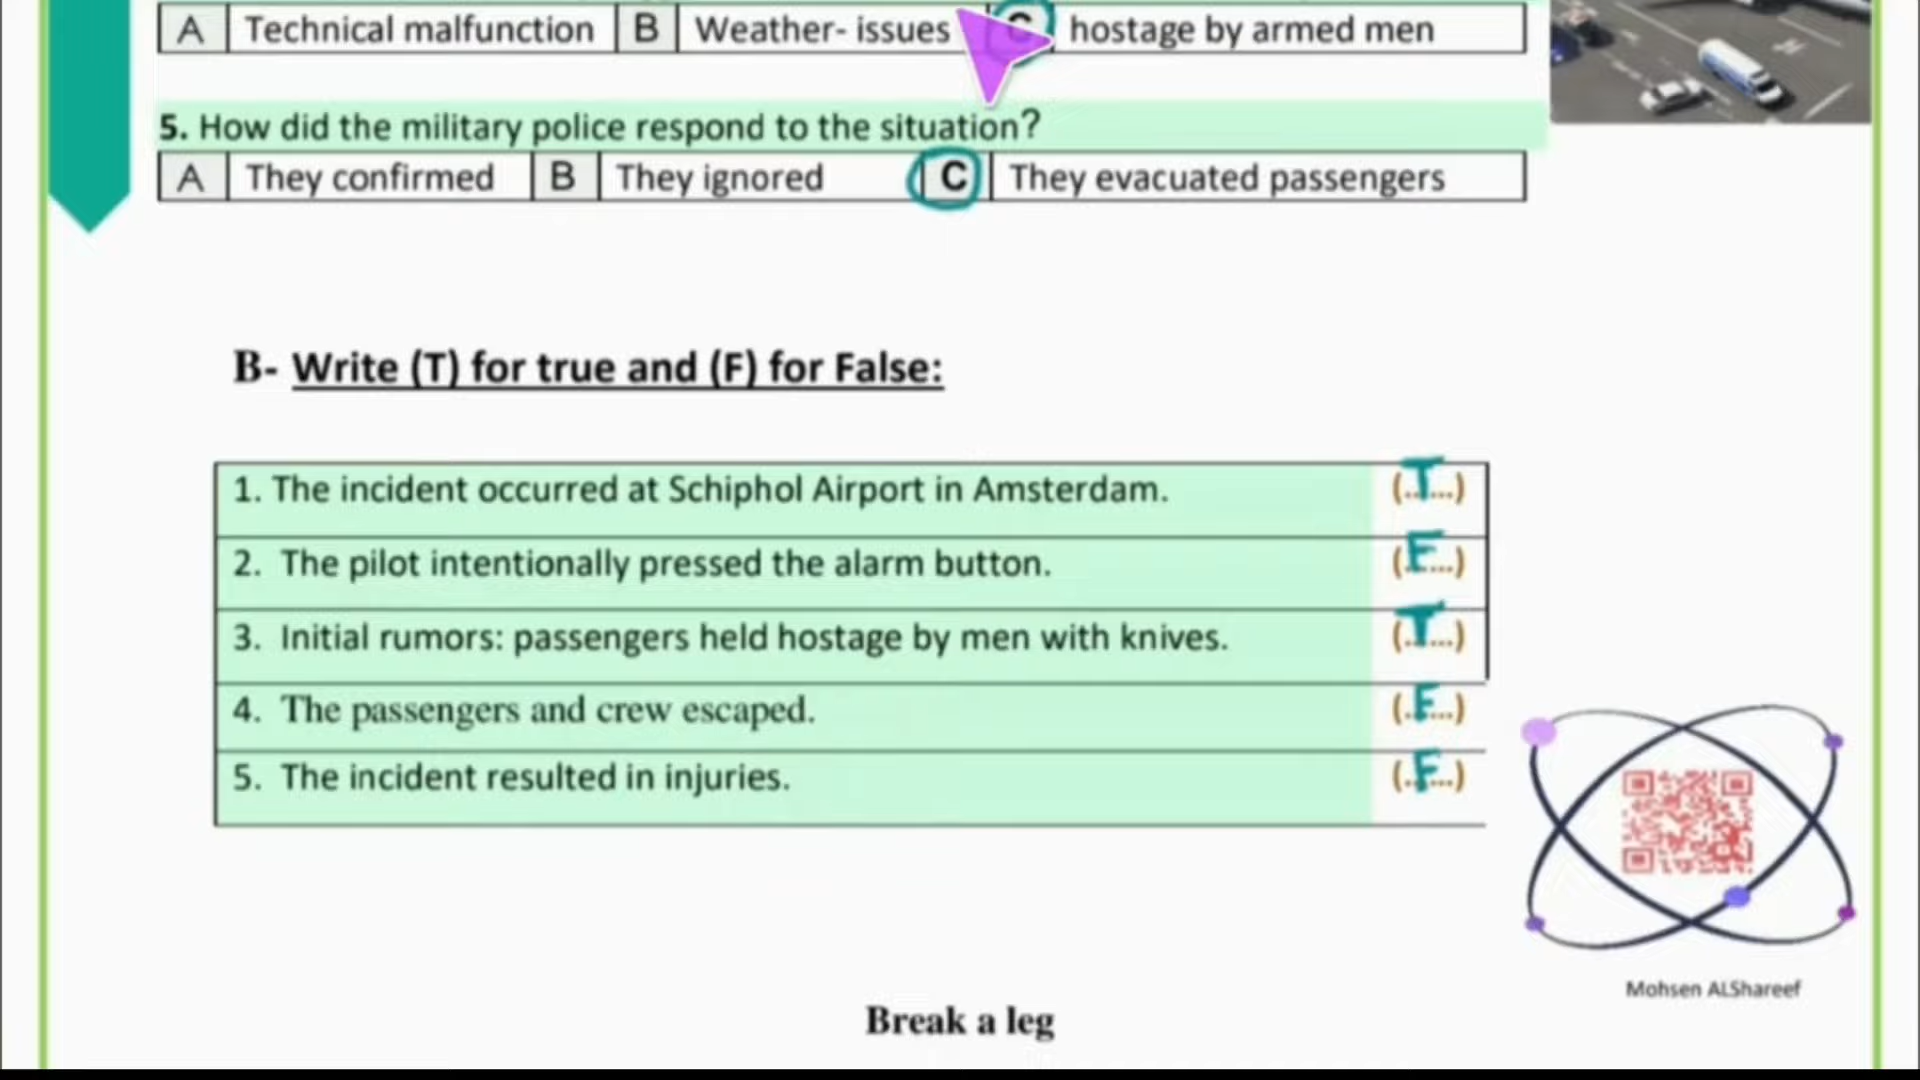 A Technical malfunction B Weather- issues C hostage by armed men
5. How did the military police respond to the situation?
A They confirmed B They ignored C They evacuated passengers
B- Write (T) for true and (F) for False:
1. The incident occurred at Schiphol Airport in Amsterdam. (..T...)
2. The pilot intentionally pressed the alarm button. (.F...)
3. Initial rumors: passengers held hostage by men with knives. (..T...)
4. The passengers and crew escaped. (.F...)
5. The incident resulted in injuries. (.F...)
Mohsen ALShareef
Break a leg